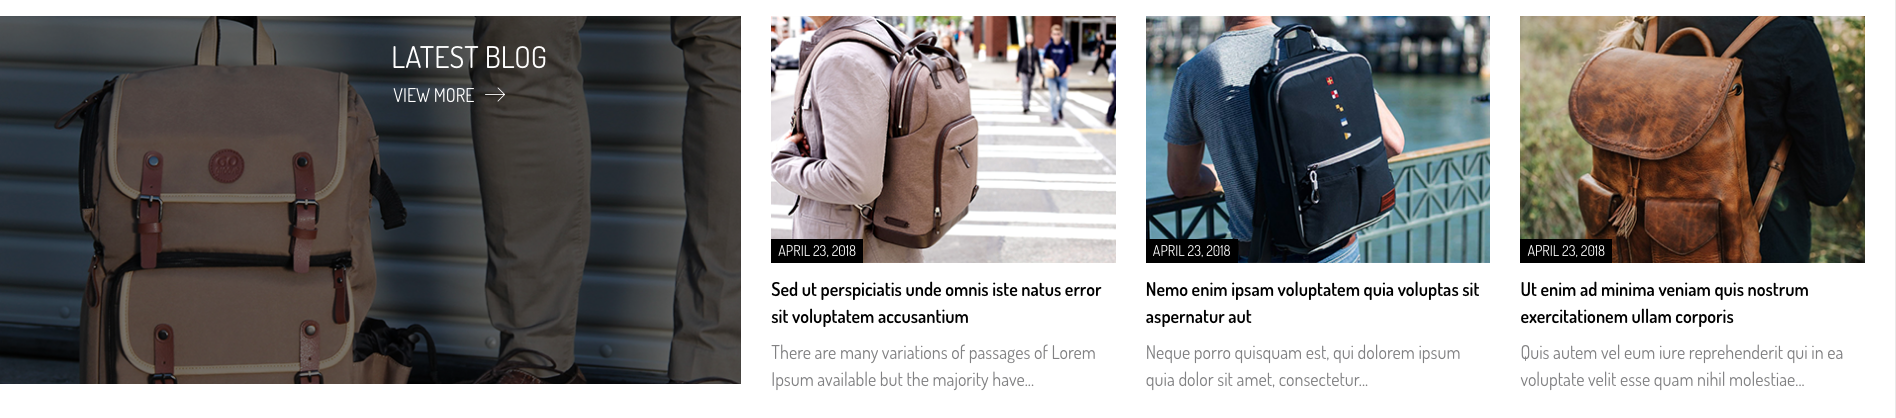 LATEST BLOG
VIEW MORE
APRIL 23, 2018
Sed ut perspiciatis unde omnis iste natus error
sit voluptatem accusantium
There are many variations of passages of Lorem
Ipsum available but the majority have...
APRIL 23, 2018
Nemo enim ipsam voluptatem quia voluptas sit
aspernatur aut
Neque porro quisquam est, qui dolorem ipsum
quia dolor sit amet, consectetur...
APRIL 23, 2018
Ut enim ad minima veniam quis nostrum
exercitationem ullam corporis
Quis autem vel eum iure reprehenderit qui in ea
voluptate velit esse quam nihil molestiae...